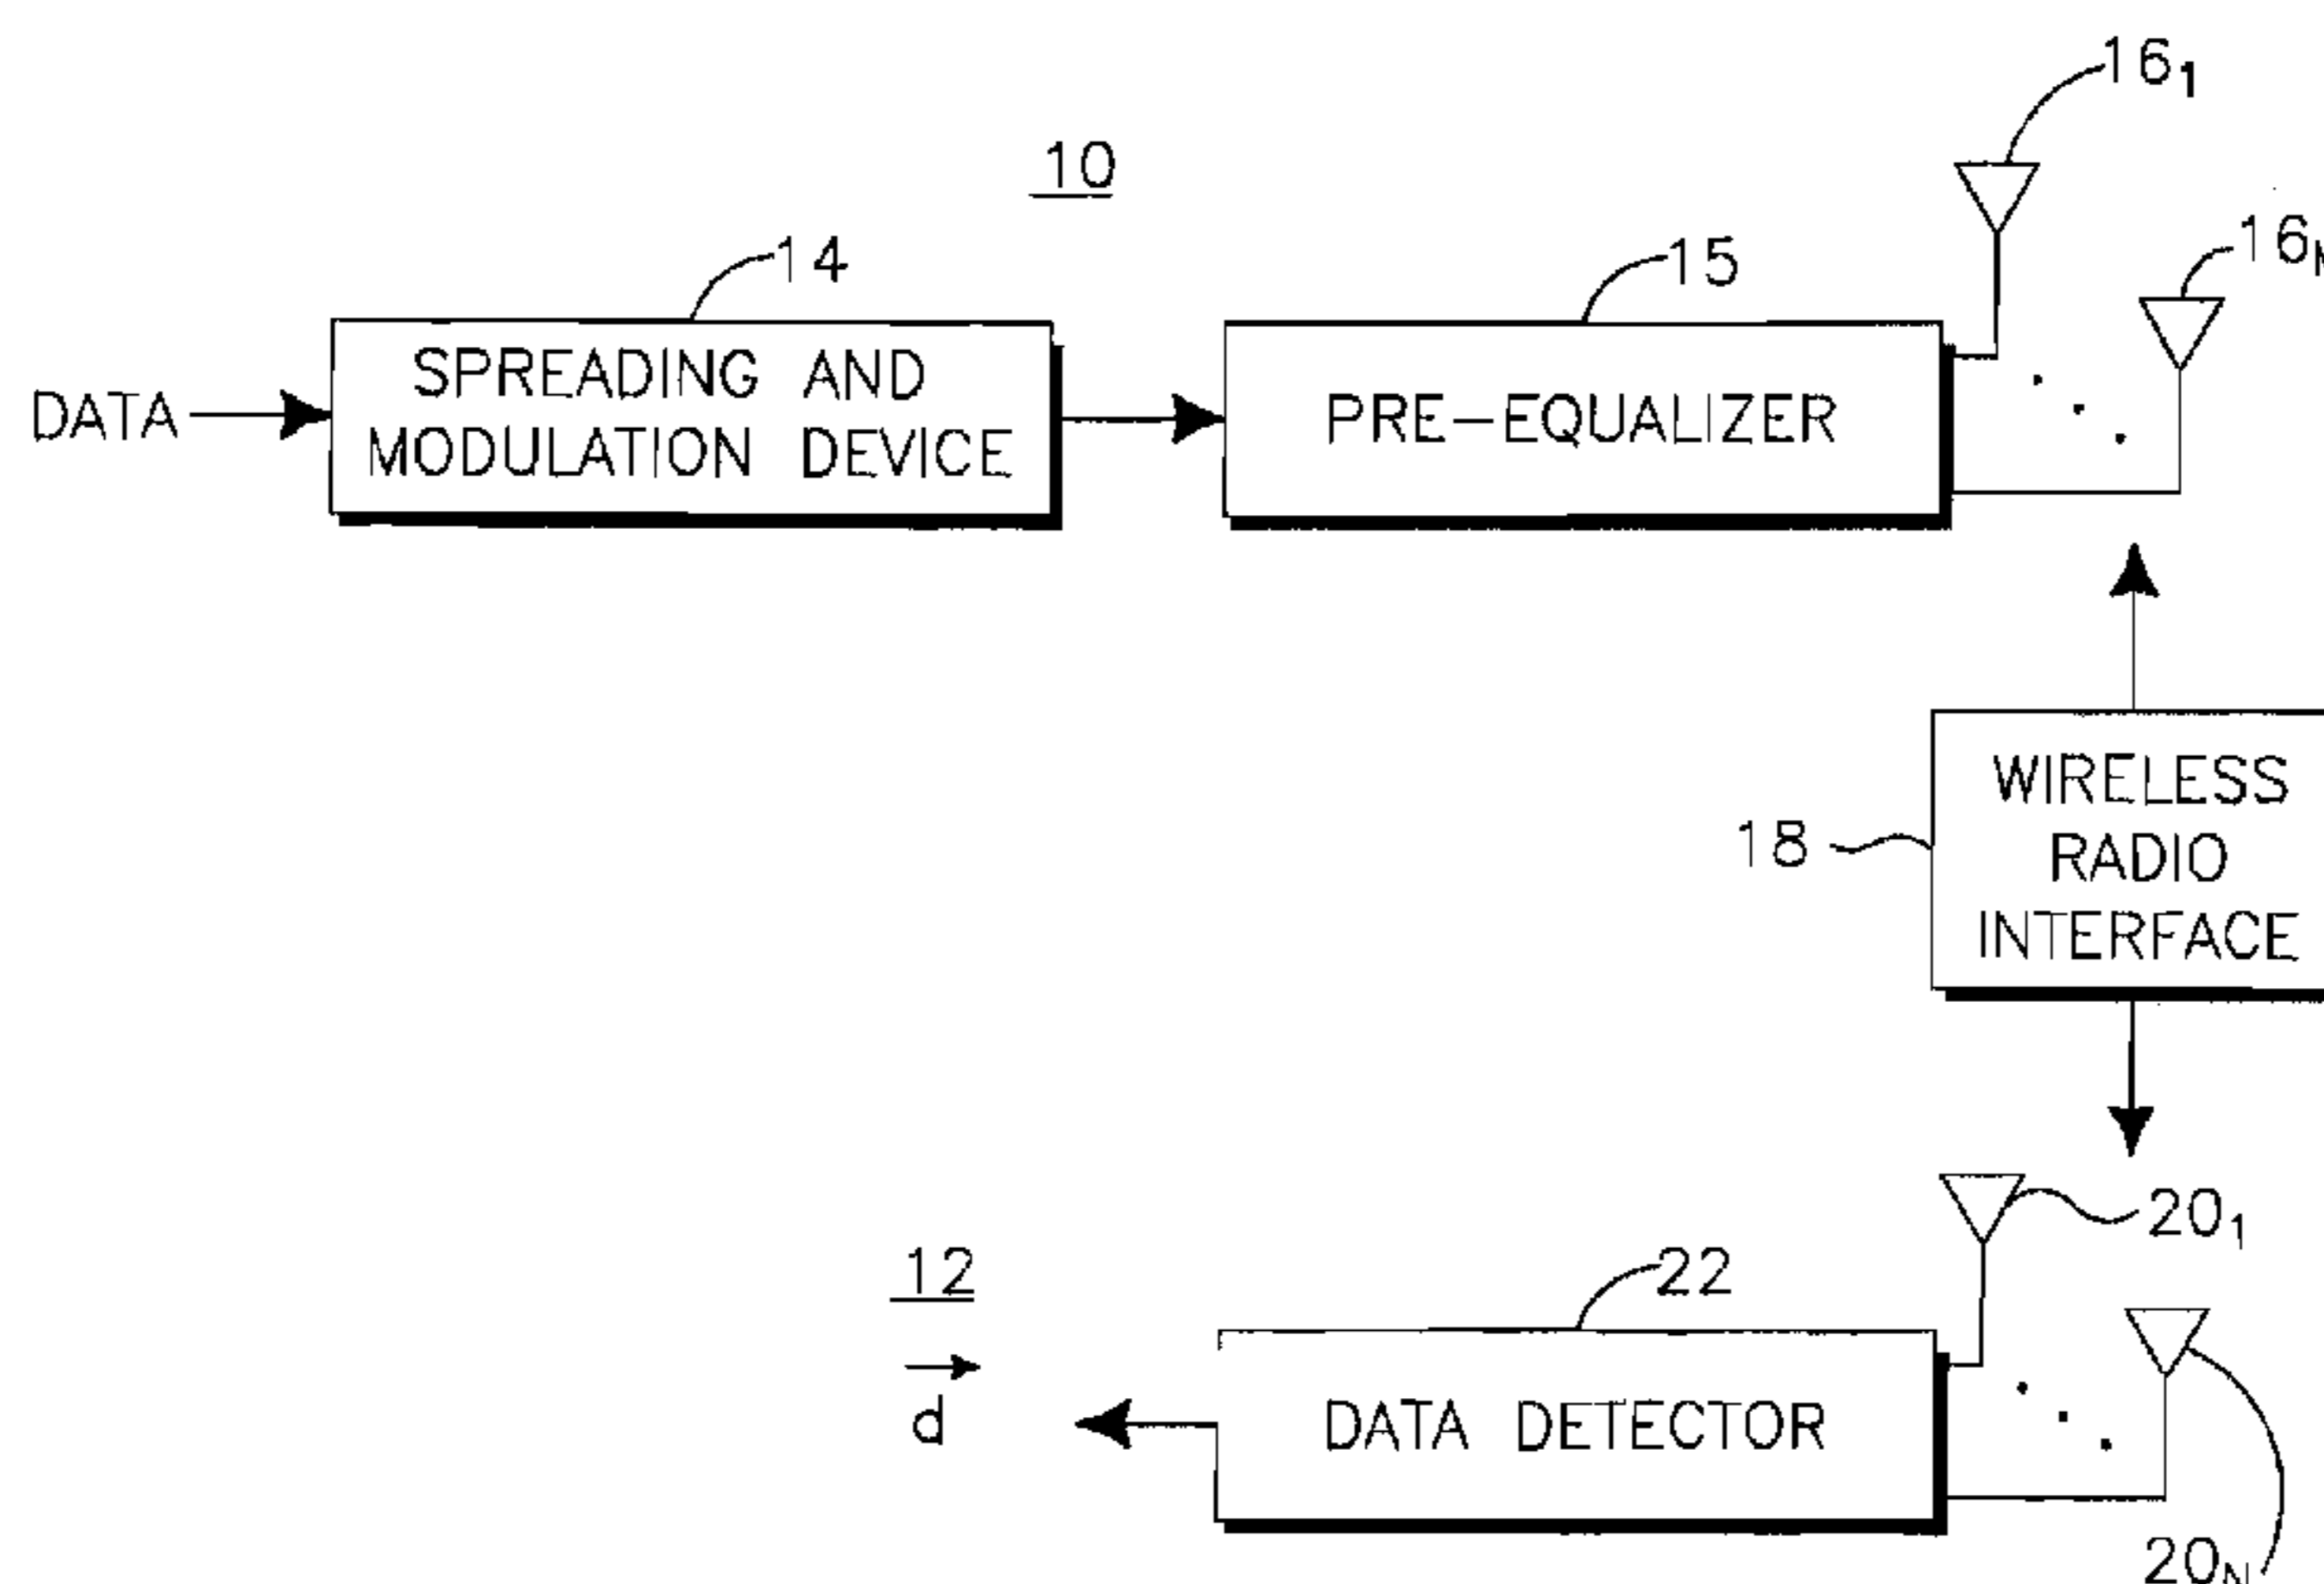 16₁
10
14
15
DATA
SPREADING AND
MODULATION DEVICE
PRE-EQUALIZER
WIRELESS
RADIO
INTERFACE
18
20₁
12
22
d
DATA DETECTOR
20N